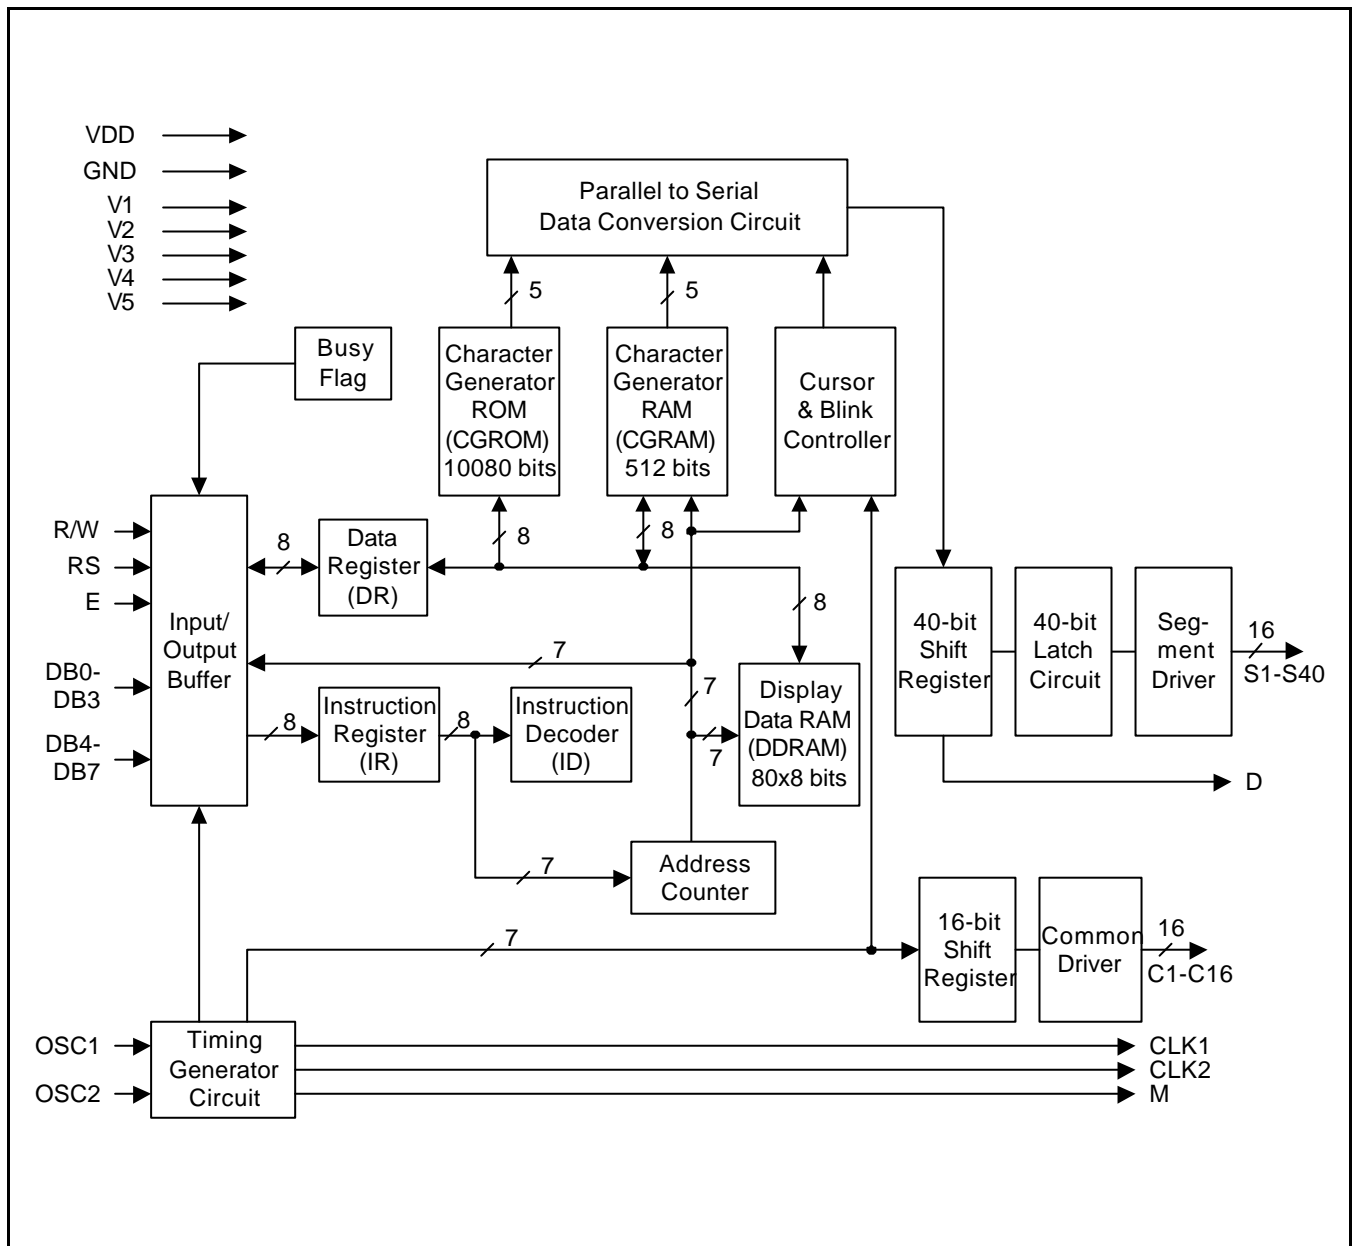 VDD
GND
V1
V2
V3
V4
V5
Parallel to Serial
Data Conversion Circuit
5
5
Busy
Flag
Character
Generator
ROM
(CGROM)
10080 bits
Character
Generator
RAM
(CGRAM)
512 bits
Cursor
& Blink
Controller
R/W
RS
E
DB0-
DB3
DB4-
DB7
Input/
Output
Buffer
8
Data
Register
(DR)
8
8
8
7
7
7
8
Instruction
Register
(IR)
8
Instruction
Decoder
(ID)
Display
Data RAM
(DDRAM)
80x8 bits
40-bit
Shift
Register
40-bit
Latch
Circuit
Seg-
ment
Driver
16
S1-S40
D
7
Address
Counter
7
16-bit
Shift
Register
Common
Driver
16
C1-C16
OSC1
OSC2
Timing
Generator
Circuit
CLK1
CLK2
M